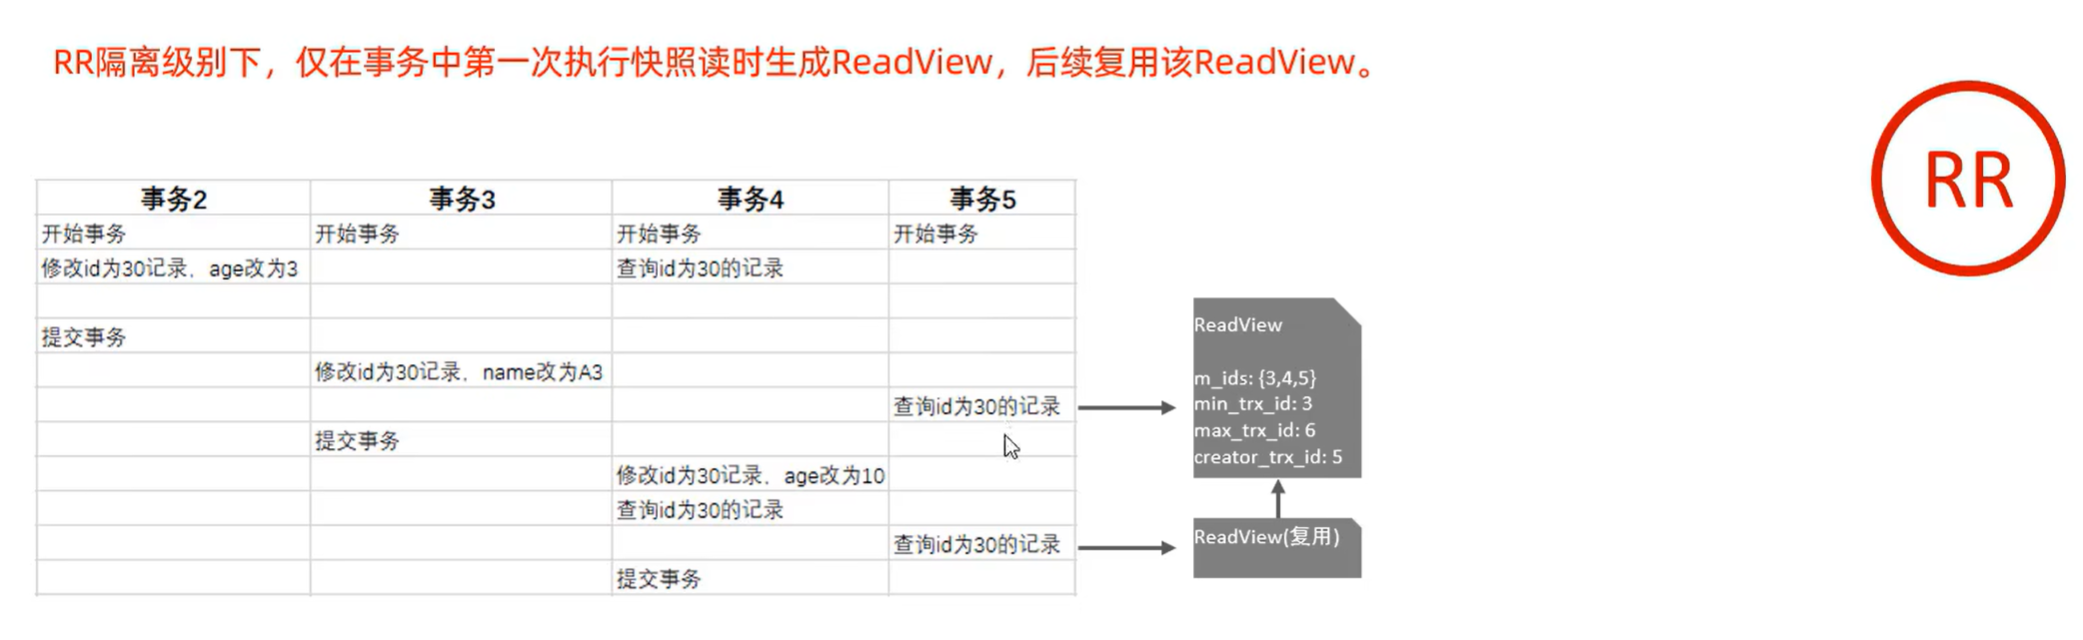 RR隔离级别下，仅在事务中第一次执行快照读时生成ReadView，后续复用该ReadView。
RR
事务2 事务3 事务4 事务5
开始事务 开始事务 开始事务 开始事务
修改id为30记录，age改为3 查询id为30的记录
提交事务
修改id为30记录，name改为A3
查询id为30的记录
提交事务
修改id为30记录，age改为10
查询id为30的记录
查询id为30的记录
提交事务
ReadView
m_ids: {3,4,5}
min_trx_id: 3
max_trx_id: 6
creator_trx_id: 5
ReadView(复用)